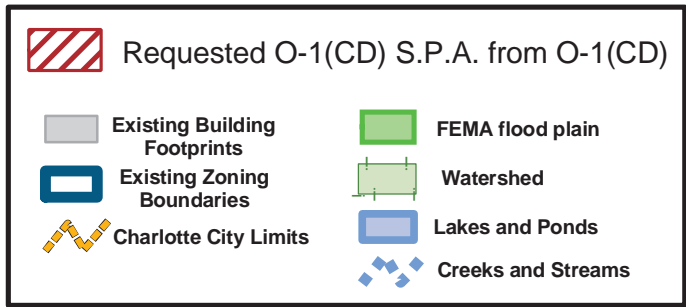 Requested O-1(CD) S.P.A. from O-1(CD)
Existing Building
Footprints
Existing Zoning
Boundaries
Charlotte City Limits
FEMA flood plain
Watershed
Lakes and Ponds
Creeks and Streams